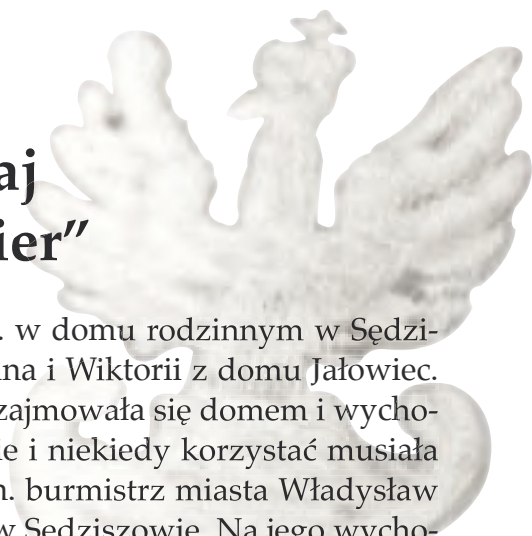 aj
ier”
. w domu rodzinnym w Sędzi-
na i Wiktorii z domu Jałowiec.
zajmowała się domem i wycho-
ie i niekiedy korzystać musiała
n. burmistrz miasta Władysław
w Sędziszowie. Na jego wycho-